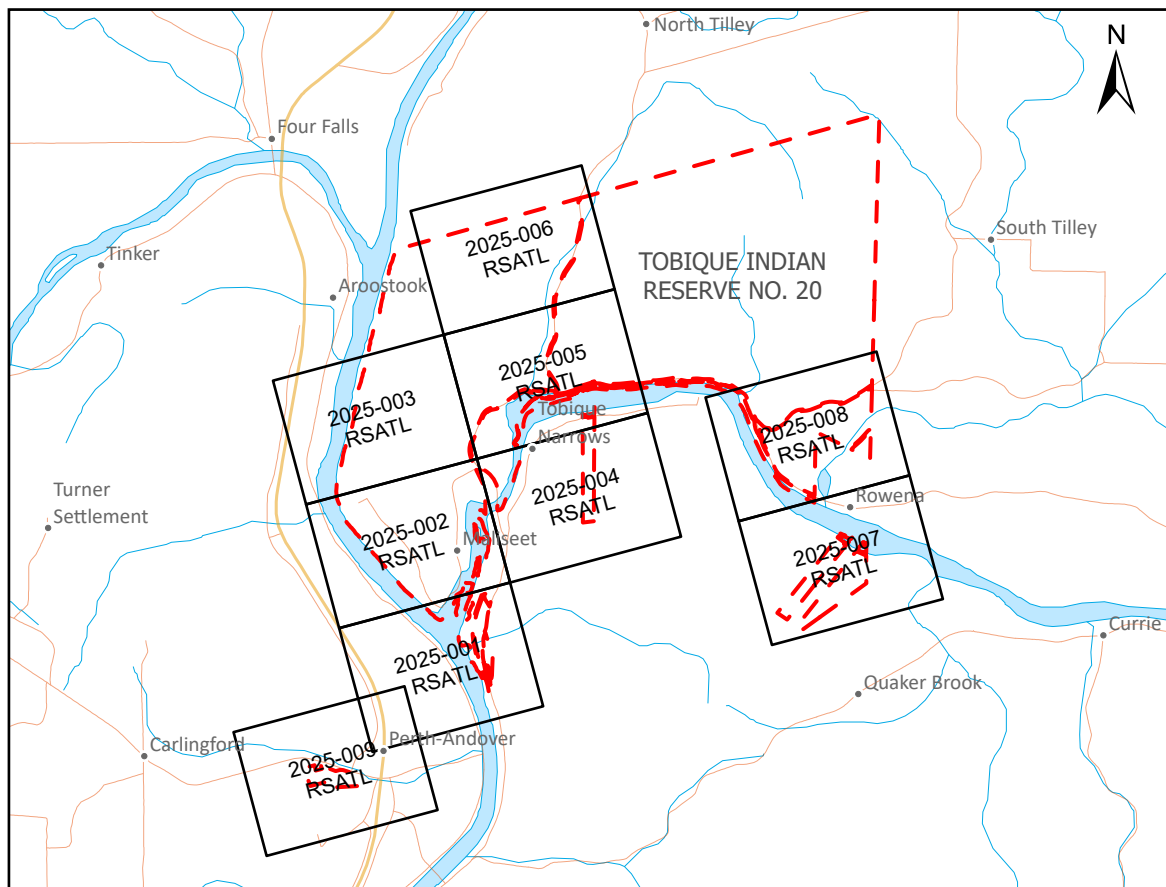 N
North Tilley
Four Falls
South Tilley
2025-006
RSATL
Tinker
TOBIQUE INDIAN
RESERVE NO. 20
Aroostook
2025-005
RSATL
2025-003
RSATL
Tobique
Narrows
2025-008
RSATL
Turner
Settlement
2025-004
RSATL
Rowena
2025-002
RSATL
Maliseet
2025-007
RSATL
Currie
2025-001
RSATL
Quaker Brook
Carlingford
Perth-Andover
2025-009
RSATL